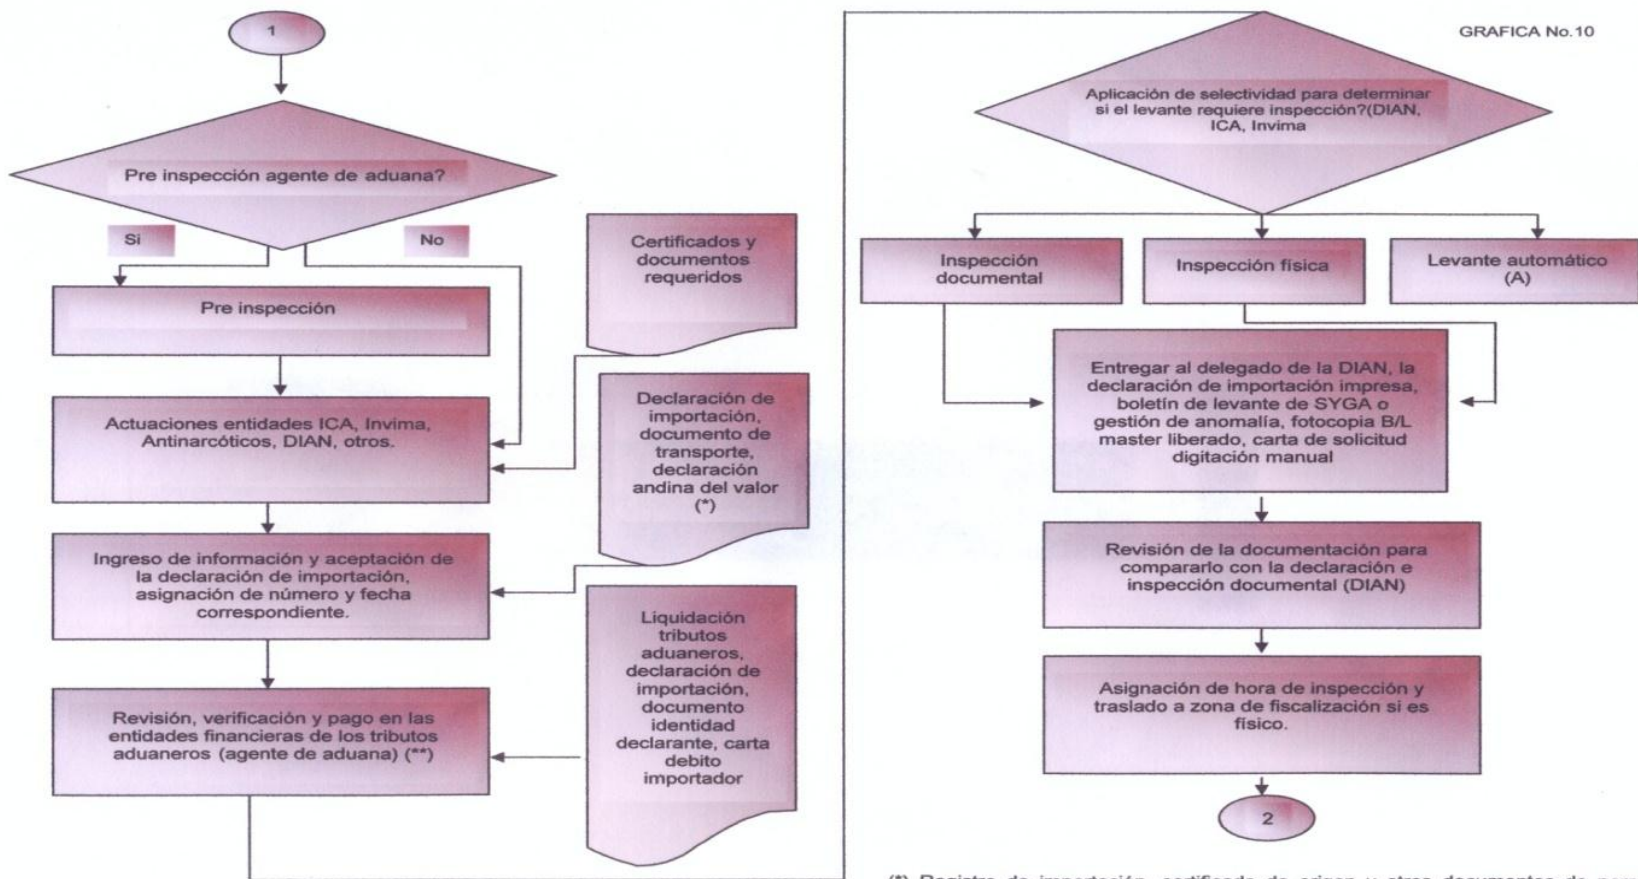 1
Pre inspección agente de aduana?
Si
No
Pre inspección
Certificados y
documentos
requeridos
Actuaciones entidades ICA, Invima,
Antinarcóticos, DIAN, otros.
Declaración de
importación,
documento de
transporte,
declaración
andina del valor
(*)
Ingreso de información y aceptación de
la declaración de importación,
asignación de número y fecha
correspondiente.
Liquidación
tributos
aduaneros,
declaración de
importación,
documento
identidad
declarante, carta
debito
importador
Revisión, verificación y pago en las
entidades financieras de los tributos
aduaneros (agente de aduana) (**)
GRAFICA No.10
Aplicación de selectividad para determinar
si el levante requiere inspección?(DIAN,
ICA, Invima
Inspección
documental
Inspección física
Levante automático
(A)
Entregar al delegado de la DIAN, la
declaración de importación impresa,
boletín de levante de SYGA o
gestión de anomalía, fotocopia B/L
master liberado, carta de solicitud
digitación manual
Revisión de la documentación para
compararlo con la declaración e
inspección documental (DIAN)
Asignación de hora de inspección y
traslado a zona de fiscalización si es
físico.
2
(*) Registro de importación, certificado de origen y otros documentos de